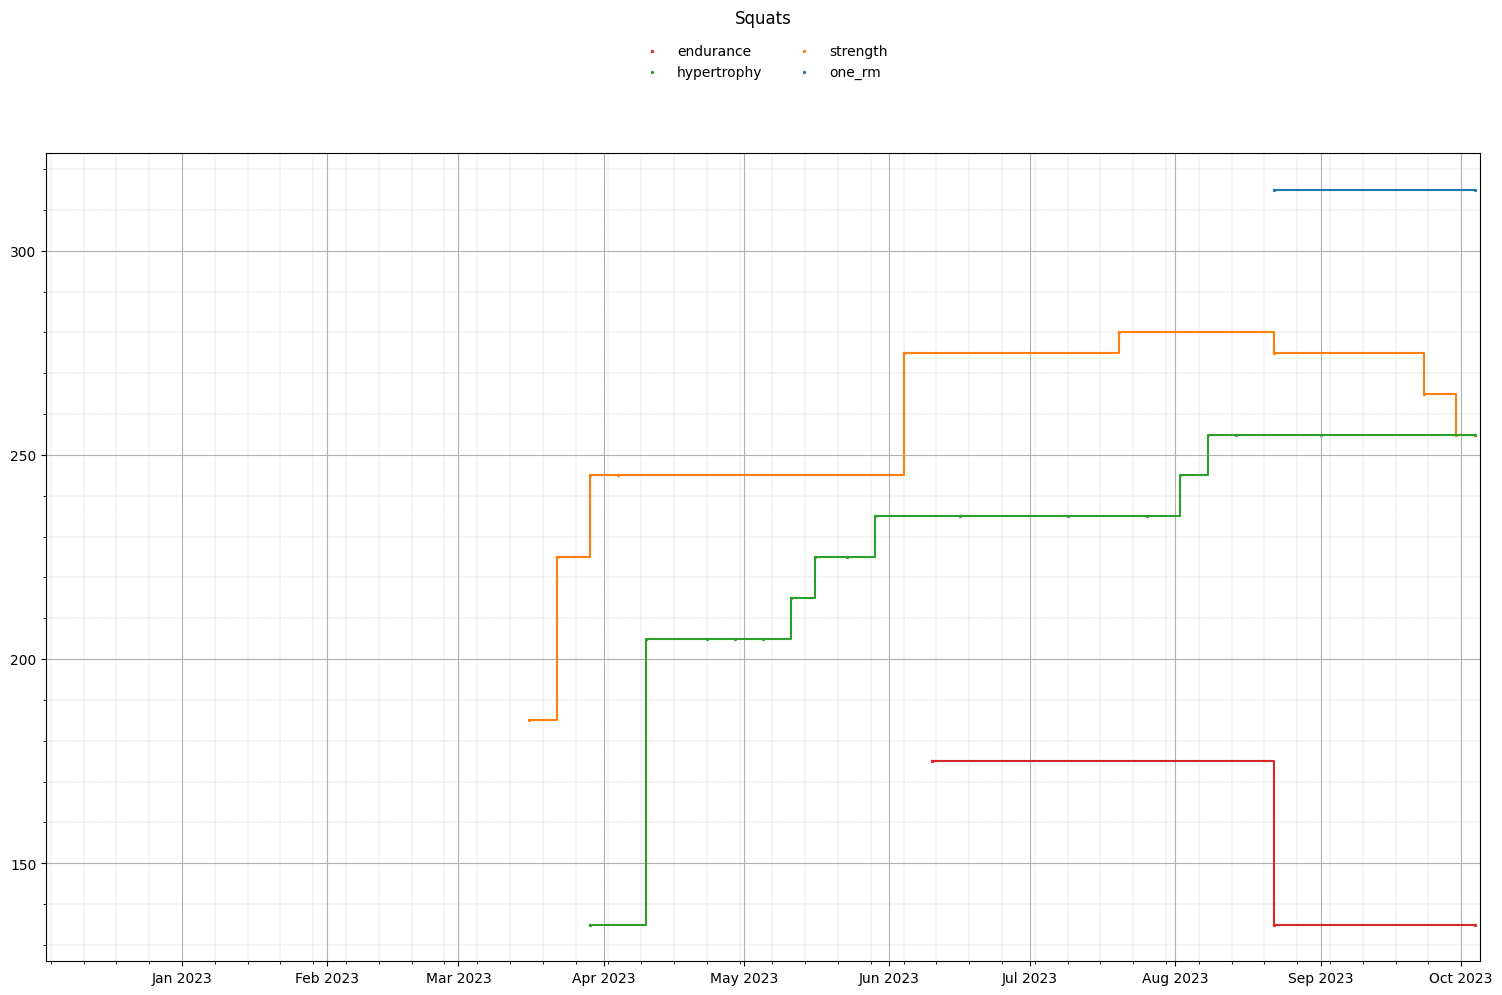 Squats
endurance
strength
hypertrophy
one_rm
300
250
200
150
Jan 2023
Feb 2023
Mar 2023
Apr 2023
May 2023
Jun 2023
Jul 2023
Aug 2023
Sep 2023
Oct 2023